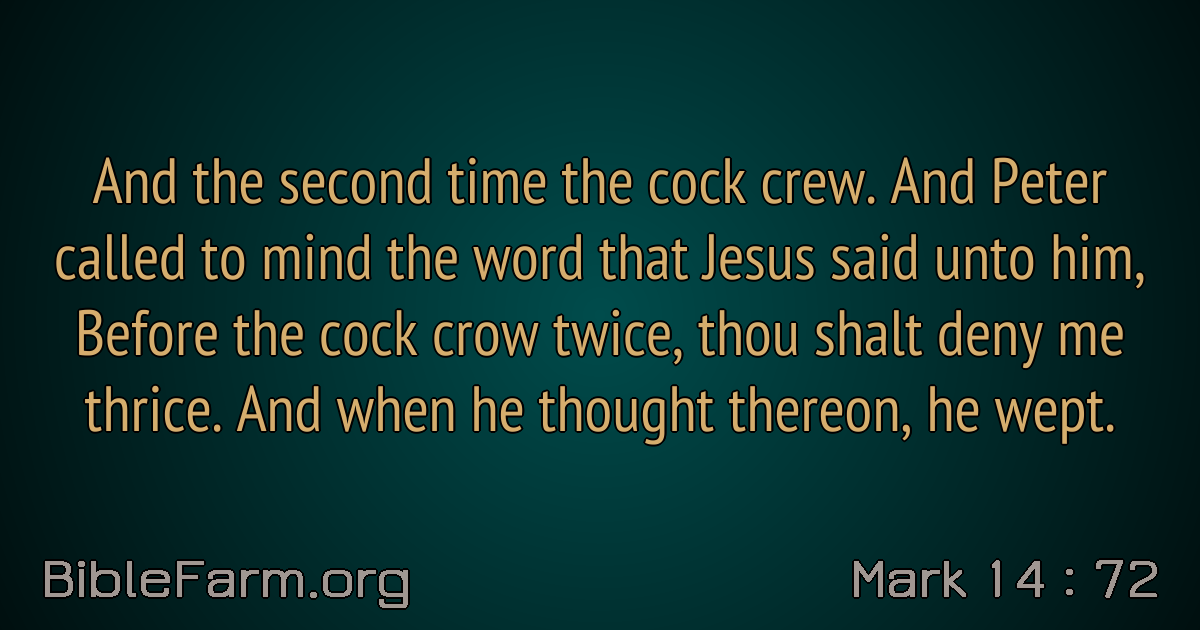 And the second time the cock crew. And Peter
called to mind the word that Jesus said unto him,
Before the cock crow twice, thou shalt deny me
thrice. And when he thought thereon, he wept.
BibleFarm.org
Mark 14 : 72